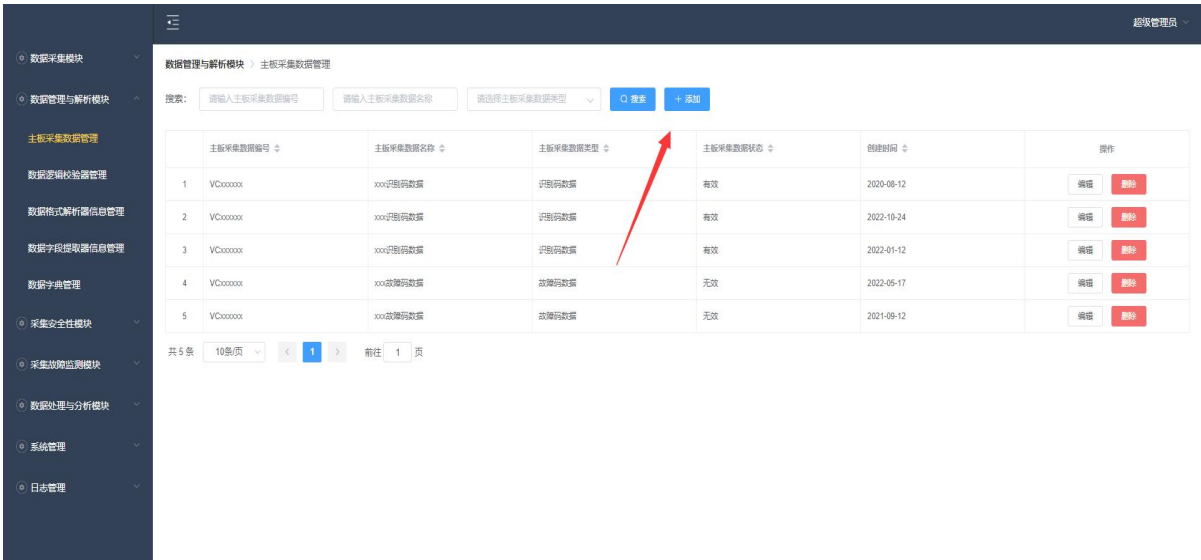 超级管理员
数据采集模块
数据管理与解析模块
主板采集数据管理
数据逻辑校验器管理
数据格式解析器信息管理
数据字段提取器信息管理
数据字典管理
采集安全性模块
采集故障监测模块
数据处理与分析模块
系统管理
日志管理
数据管理与解析模块 > 主板采集数据管理
搜索: 请输入主板采集数据编号 请输入主板采集数据名称 请选择主板采集数据类型 搜索 + 添加
主板采集数据编号 主板采集数据名称 主板采集数据类型 主板采集数据状态 创建时间 操作
1 VCxxxxxx xxx识别码数据 识别码数据 有效 2020-08-12 编辑 删除
2 VCxxxxxx xxx识别码数据 识别码数据 有效 2022-10-24 编辑 删除
3 VCxxxxxx xxx识别码数据 识别码数据 有效 2022-01-12 编辑 删除
4 VCxxxxxx xxx故障码数据 故障码数据 无效 2022-05-17 编辑 删除
5 VCxxxxxx xxx故障码数据 故障码数据 无效 2021-09-12 编辑 删除
共 5 条 10条/页 < 1 > 前往 1 页